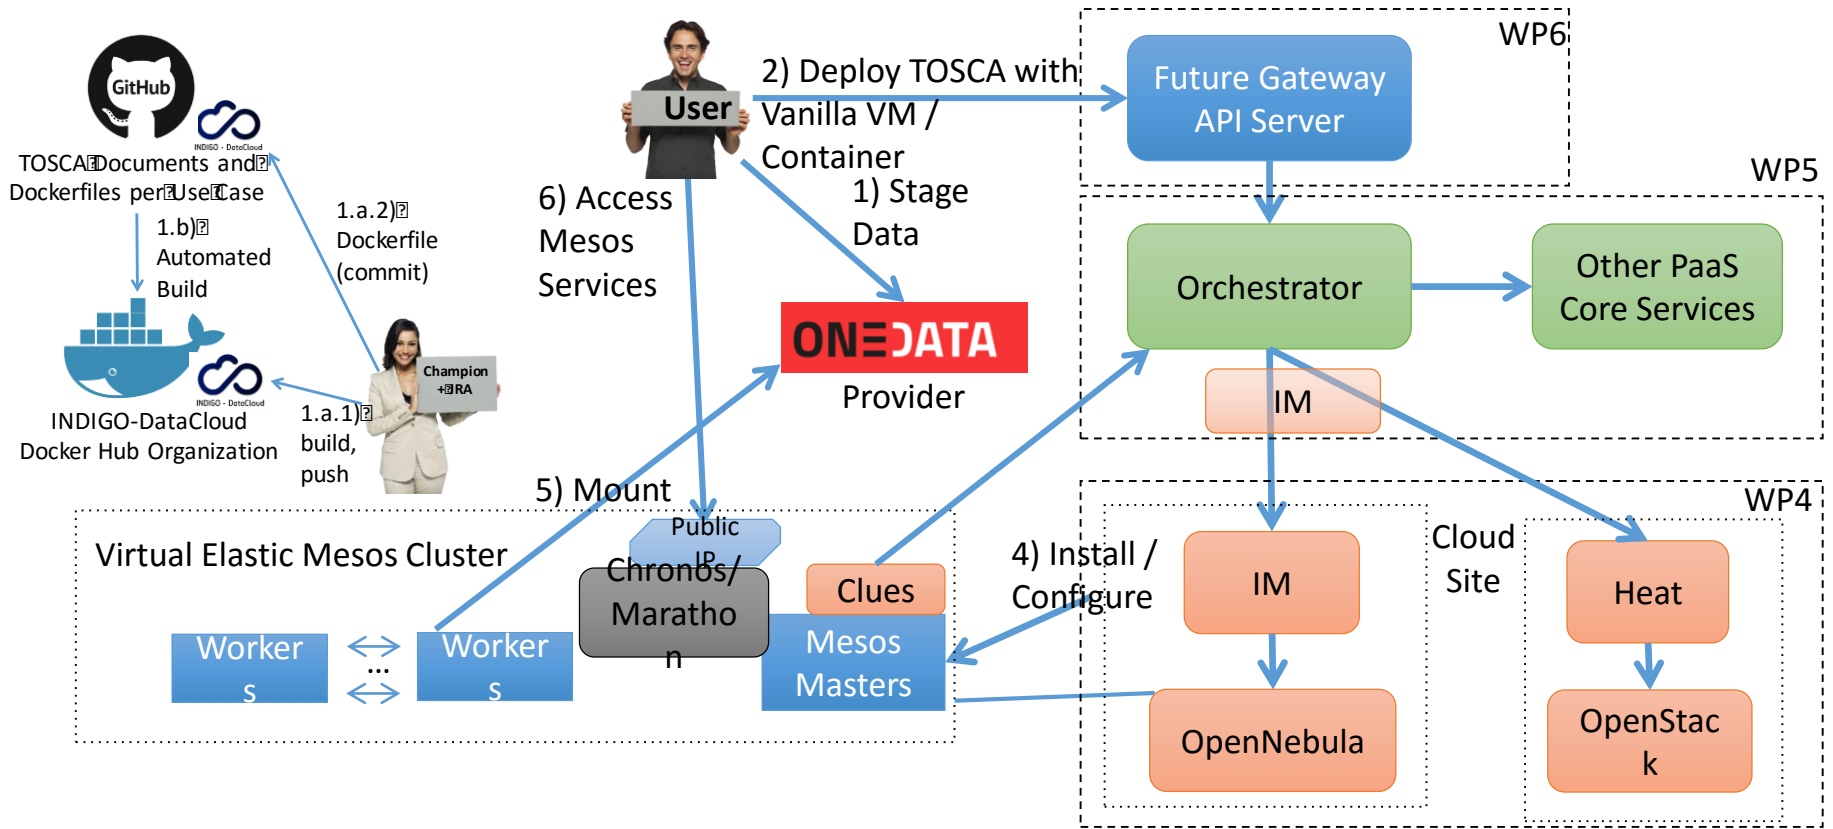 GitHub
INDIGO - DataCloud
TOSCA Documents and
Dockerfiles per Use Case
1.b)
Automated
Build
1.a.2)
Dockerfile
(commit)
INDIGO - DataCloud
INDIGO-DataCloud
Docker Hub Organization
1.a.1)
build,
push
Champion
+ JRA
User
2) Deploy TOSCA with
Vanilla VM /
Container
1) Stage
Data
6) Access
Mesos
Services
ONEDATA
Provider
5) Mount
WP6
Future Gateway
API Server
WP5
Orchestrator
Other PaaS
Core Services
IM
WP4
Cloud
Site
4) Install /
Configure
IM
OpenNebula
Heat
OpenStac
k
Virtual Elastic Mesos Cluster
Public
IP
Chronos/
Maratho
n
Clues
Mesos
Masters
Worker
s
...
Worker
s